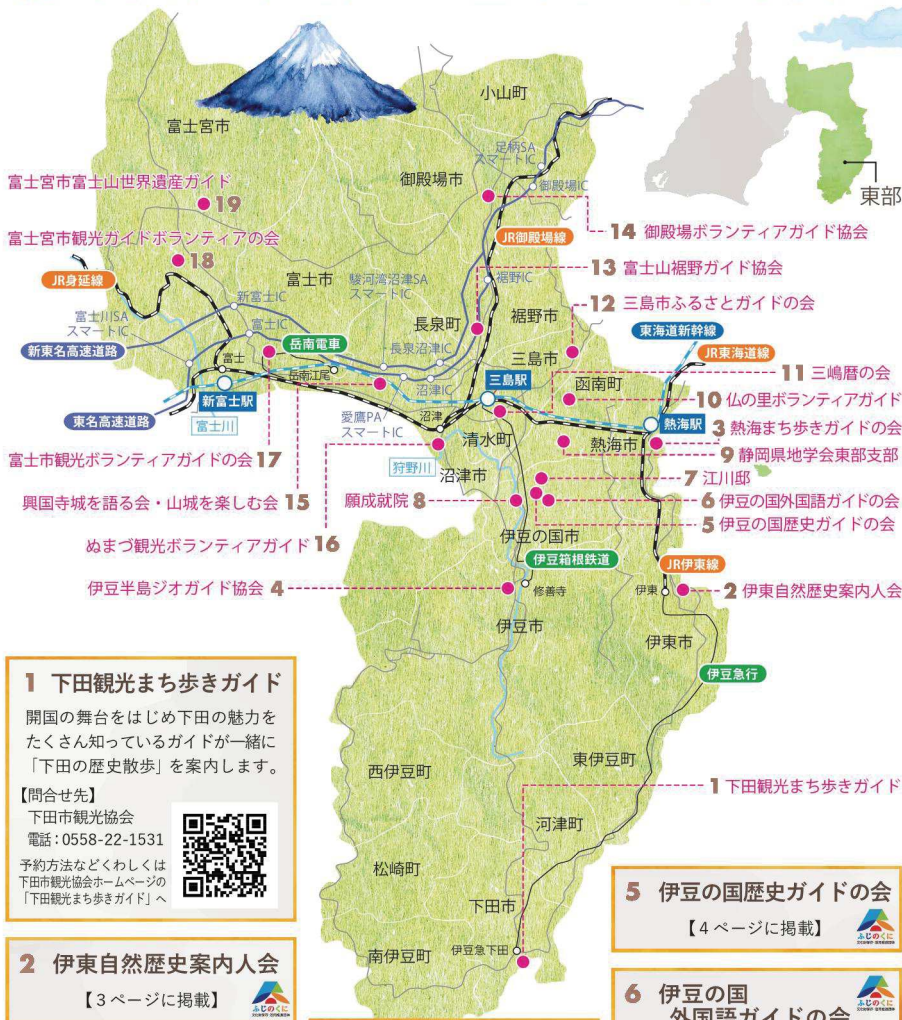 小山町
富士宮市
足柄SA
スマートIC
御殿場市
御殿場IC
東部
富士宮市富士山世界遺産ガイド
19
富士宮市観光ガイドボランティアの会
18
JR御殿場線
14 御殿場ボランティアガイド協会
13 富士山裾野ガイド協会
12 三島市ふるさとガイドの会
JR身延線
富士市
駿河湾沼津SA
スマートIC
裾野IC
新富士IC
長泉町
裾野市
富士川SA
スマートIC
富士IC
岳南電車
三島市
東海道新幹線
JR東海道線
新東名高速道路
長泉沼津IC
富士
岳南江尾
沼津IC
三島駅
函南町
11 三嶋暦の会
10 仏の里ボランティアガイド
新富士駅
熱海駅
東名高速道路
富士川
愛鷹PA
スマートIC
沼津
清水町
熱海市
3 熱海まち歩きガイドの会
9 静岡県地学会東部支部
狩野川
沼津市
7 江川邸
富士市観光ボランティアガイドの会 17
興国寺城を語る会・山城を楽しむ会 15
願成就院 8
6 伊豆の国外国語ガイドの会
5 伊豆の国歴史ガイドの会
伊豆の国市
ぬまづ観光ボランティアガイド 16
伊豆箱根鉄道
JR伊東線
伊豆半島ジオガイド協会 4
修善寺
伊東
2 伊東自然歴史案内人会
伊豆市
伊東市
伊豆急行
東伊豆町
西伊豆町
1 下田観光まち歩きガイド
河津町
松崎町
下田市
伊豆急下田
南伊豆町
1 下田観光まち歩きガイド
開国の舞台をはじめ下田の魅力を
たくさん知っているガイドが一緒に
「下田の歴史散歩」を案内します。
【問合せ先】
下田市観光協会
電話：0558-22-1531
予約方法などくわしくは
下田市観光協会ホームページの
「下田観光まち歩きガイド」へ
2 伊東自然歴史案内人会
【3ページに掲載】
ふじのくに
5 伊豆の国歴史ガイドの会
【4ページに掲載】
ふじのくに
6 伊豆の国
外国語ガイドの会
ふじのくに